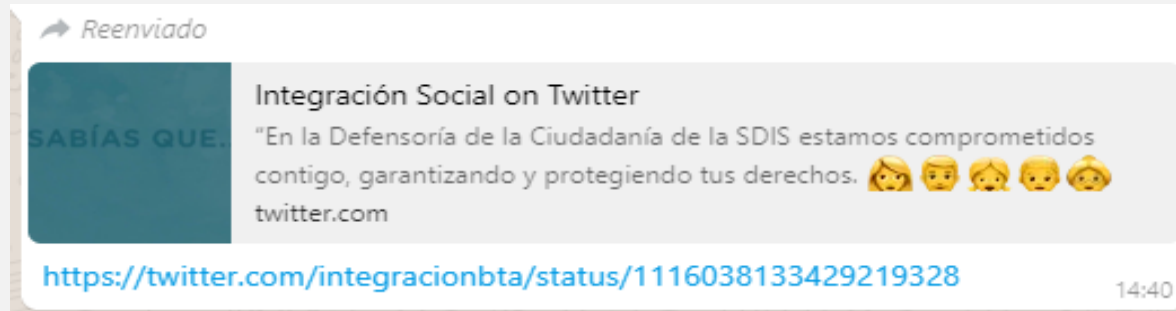 Reenviado
Integración Social on Twitter
SABÍAS QUE..
“En la Defensoría de la Ciudadanía de la SDIS estamos comprometidos
contigo, garantizando y protegiendo tus derechos. 👩👨👧👴👵
twitter.com
https://twitter.com/integracionbta/status/1116038133429219328
14:40